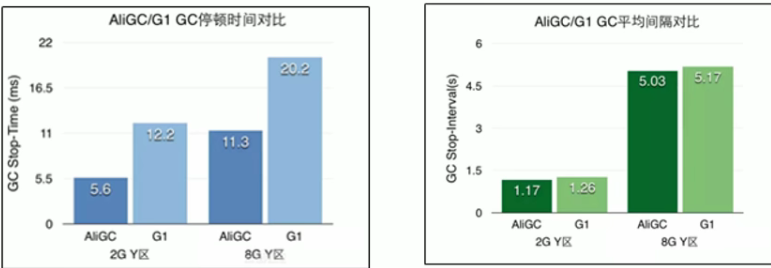 AliGC/G1 GC停顿时间对比
GC Stop-Time (ms)
22
16.5
11
5.5
0
5.6
12.2
11.3
20.2
AliGC G1 AliGC G1
2G Y区 8G Y区
AliGC/G1 GC平均间隔对比
GC Stop-Interval(s)
6
4.5
3
1.5
0
1.17
1.26
5.03
5.17
AliGC G1 AliGC G1
2G Y区 8G Y区